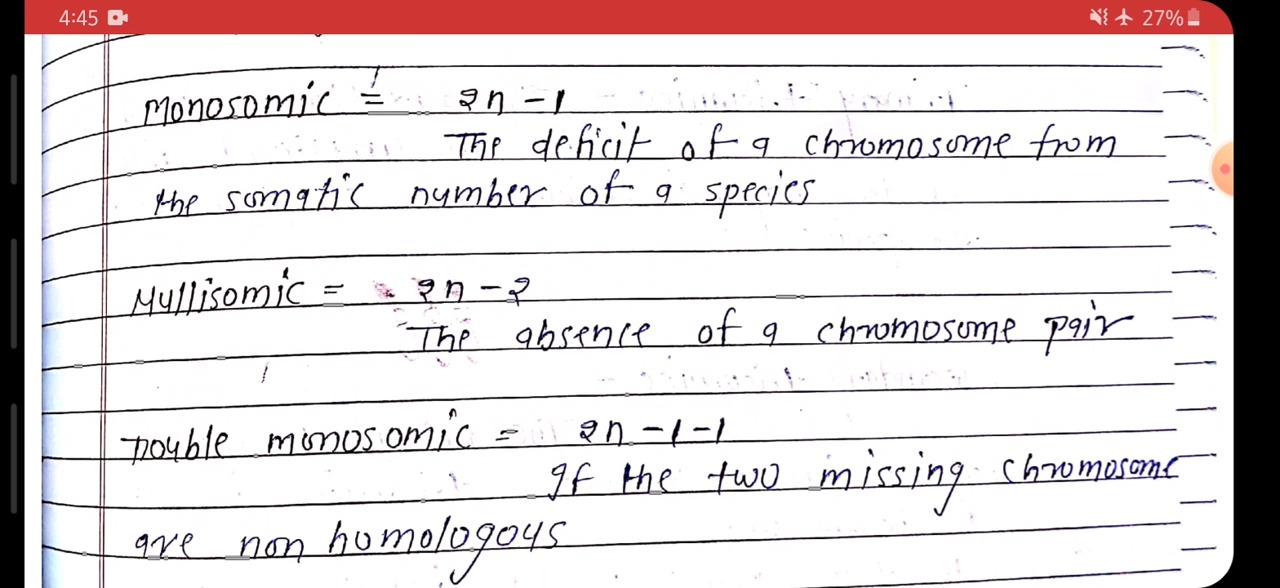 4:45
27%
Monosomic = 2n - 1
The deficit of a chromosome from
the somatic number of a species
Nullisomic = 2n - 2
The absence of a chromosome pair
Double monosomic = 2n - 1 - 1
If the two missing chromosome
are non homologous